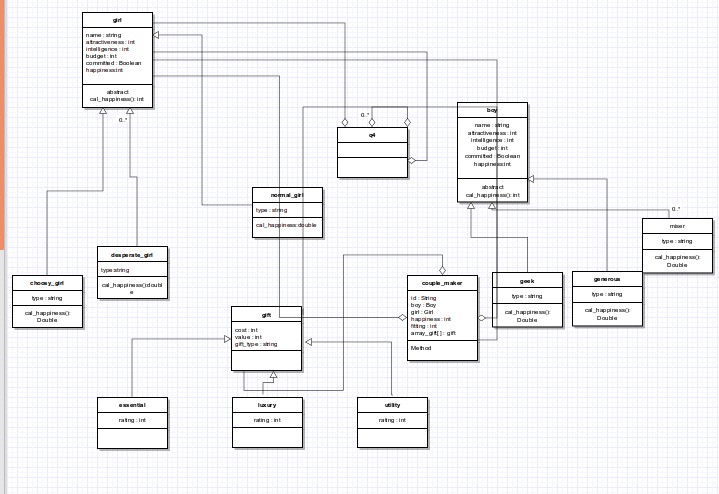 girl
name : string
attractiveness : int
intelligence : int
budget : int
committed : Boolean
happiness:int
abstract
cal_happiness(): int
0..*
0..*
q4
boy
name : string
attractiveness : int
intelligence : int
budget : int
committed : Boolean
happiness:int
abstract
cal_happiness(): int
normal_girl
type : string
cal_happiness:double
0..*
miser
type : string
cal_happiness():
Double
desperate_girl
type:string
cal_happiness():doubl
e
choosy_girl
type : string
cal_happiness():
Double
couple_maker
id : String
boy : Boy
girl : Girl
happiness : int
fitting : int
array_gif[] : gift
Method
geek
type : string
cal_happiness():
Double
generous
type : string
cal_happiness():
Double
gift
cost : int
value : int
gift_type : string
essential
rating : int
luxury
rating : int
utility
rating : int